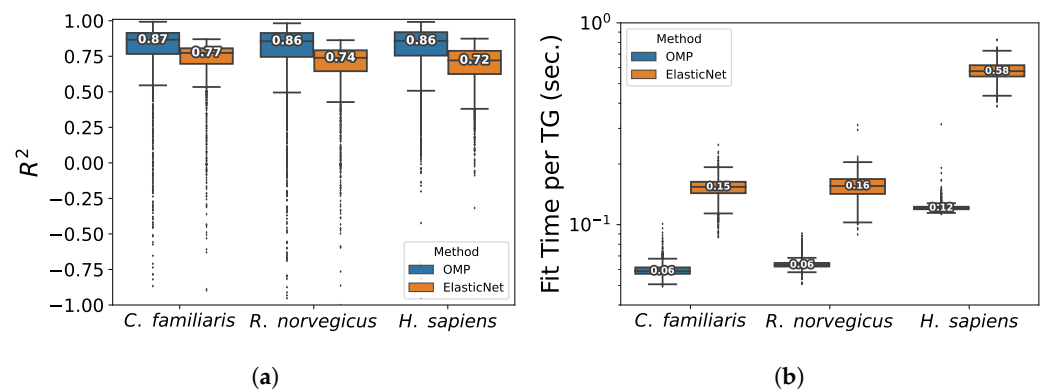 1.00
0.75
0.50
0.25
0.00
−0.25
−0.50
−0.75
−1.00
R²
0.87
0.77
0.86
0.74
0.86
0.72
Method
OMP
ElasticNet
C. familiaris
R. norvegicus
H. sapiens
(a)
10⁰
10⁻¹
Fit Time per TG (sec.)
Method
OMP
ElasticNet
0.06
0.15
0.06
0.16
0.12
0.58
C. familiaris
R. norvegicus
H. sapiens
(b)